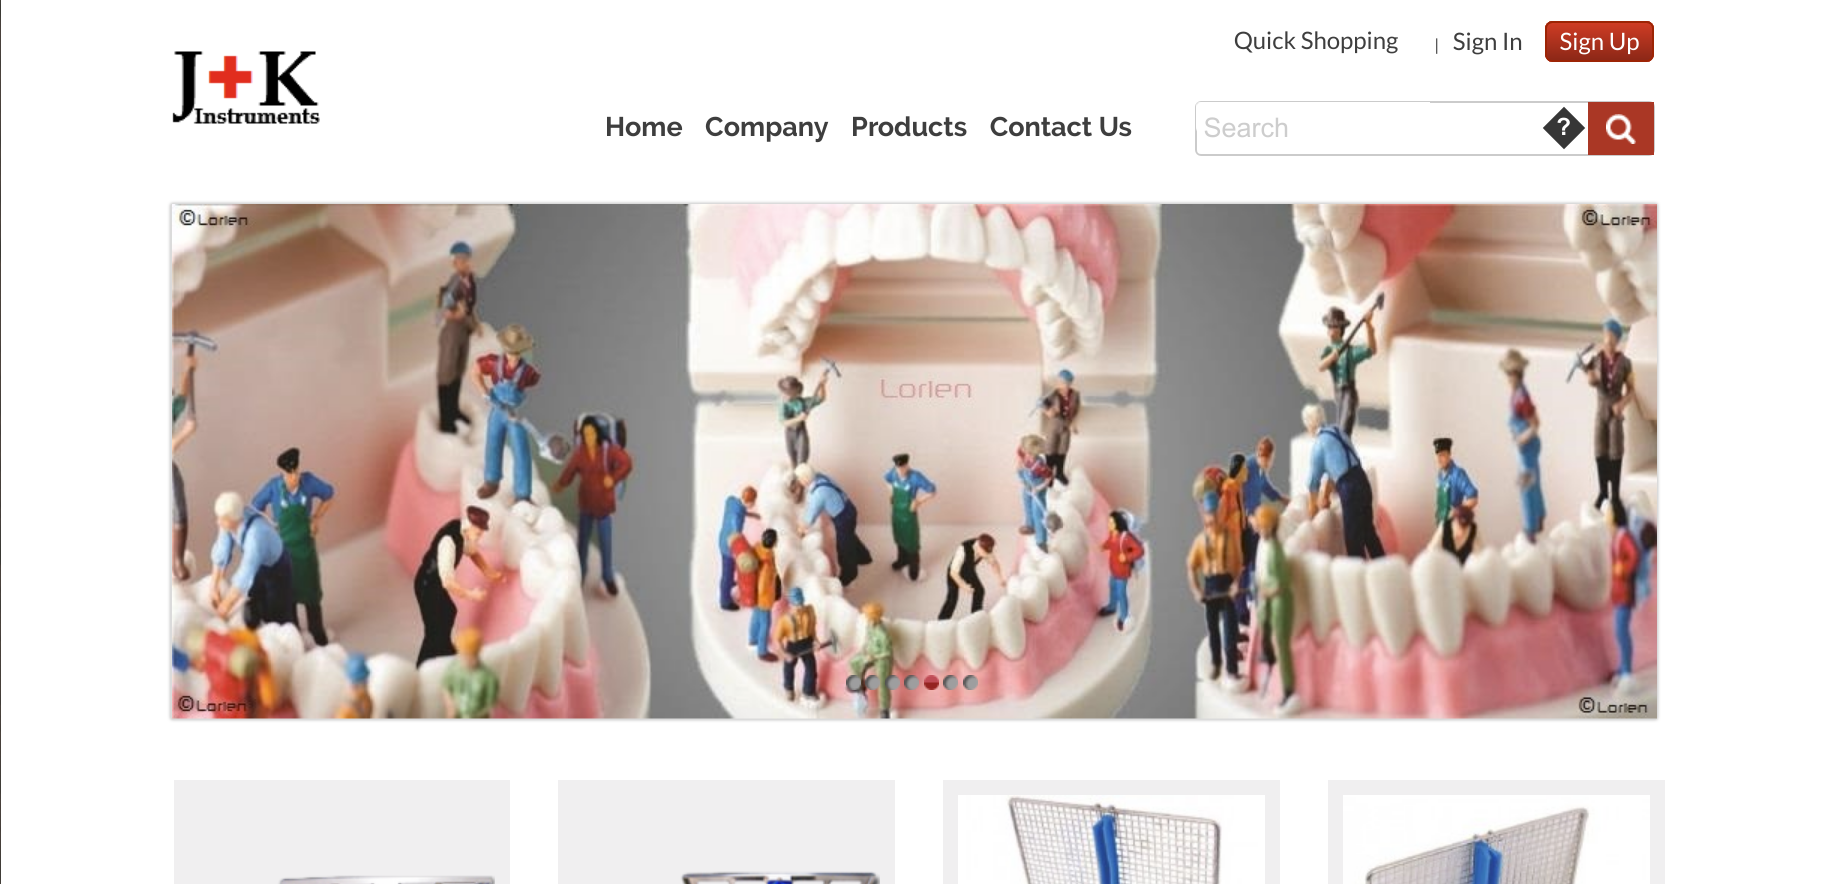 Quick Shopping | Sign In Sign Up
J+K
Instruments
Home Company Products Contact Us
Search ?
©Lorien ©Lorien
Lorien
©Lorien ©Lorien